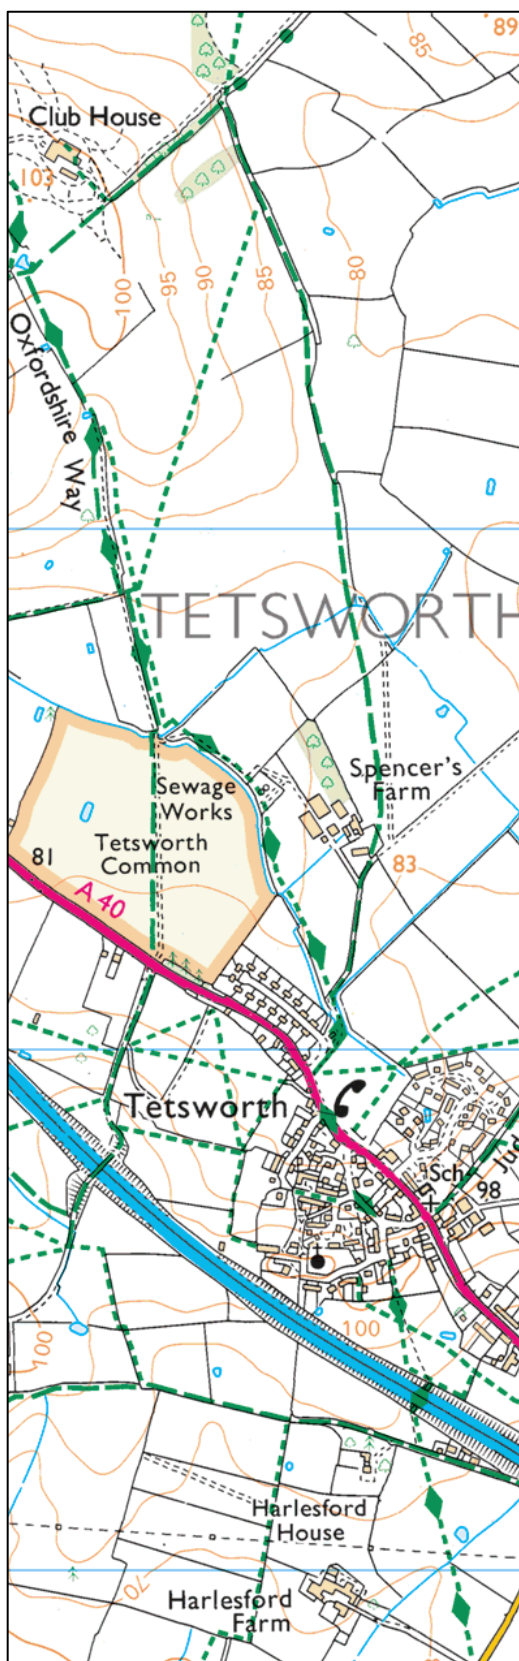 89
85
Club House
103
80
100
95
90
85
Oxfordshire Way
TETSWORTH
Spencer's
Farm
Sewage
Works
Tetsworth
Common
81
A 40
83
Tetsworth
Sch
Jud
98
100
100
Harlesford
House
70
Harlesford
Farm